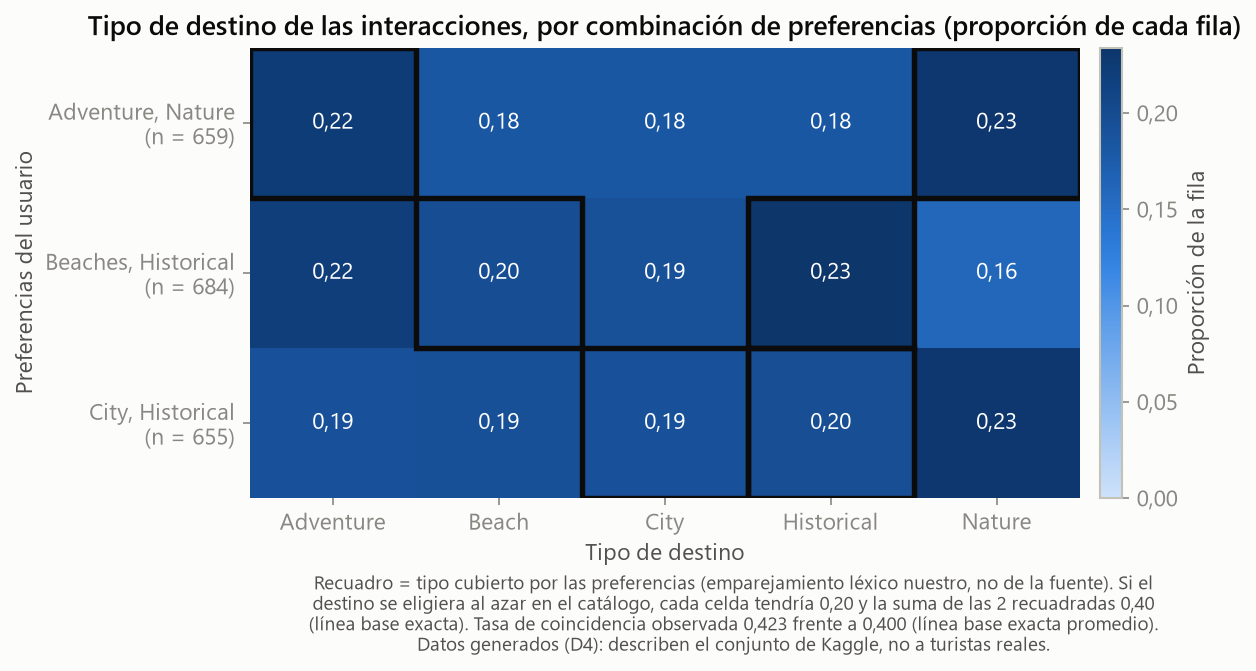 Tipo de destino de las interacciones, por combinación de preferencias (proporción de cada fila)
Preferencias del usuario
Adventure, Nature
(n = 659)
0,22
0,18
0,18
0,18
0,23
Beaches, Historical
(n = 684)
0,22
0,20
0,19
0,23
0,16
City, Historical
(n = 655)
0,19
0,19
0,19
0,20
0,23
Adventure
Beach
City
Historical
Nature
Tipo de destino
0,20
0,15
0,10
0,05
0,00
Proporción de la fila
Recuadro = tipo cubierto por las preferencias (emparejamiento léxico nuestro, no de la fuente). Si el
destino se eligiera al azar en el catálogo, cada celda tendría 0,20 y la suma de las 2 recuadradas 0,40
(línea base exacta). Tasa de coincidencia observada 0,423 frente a 0,400 (línea base exacta promedio).
Datos generados (D4): describen el conjunto de Kaggle, no a turistas reales.